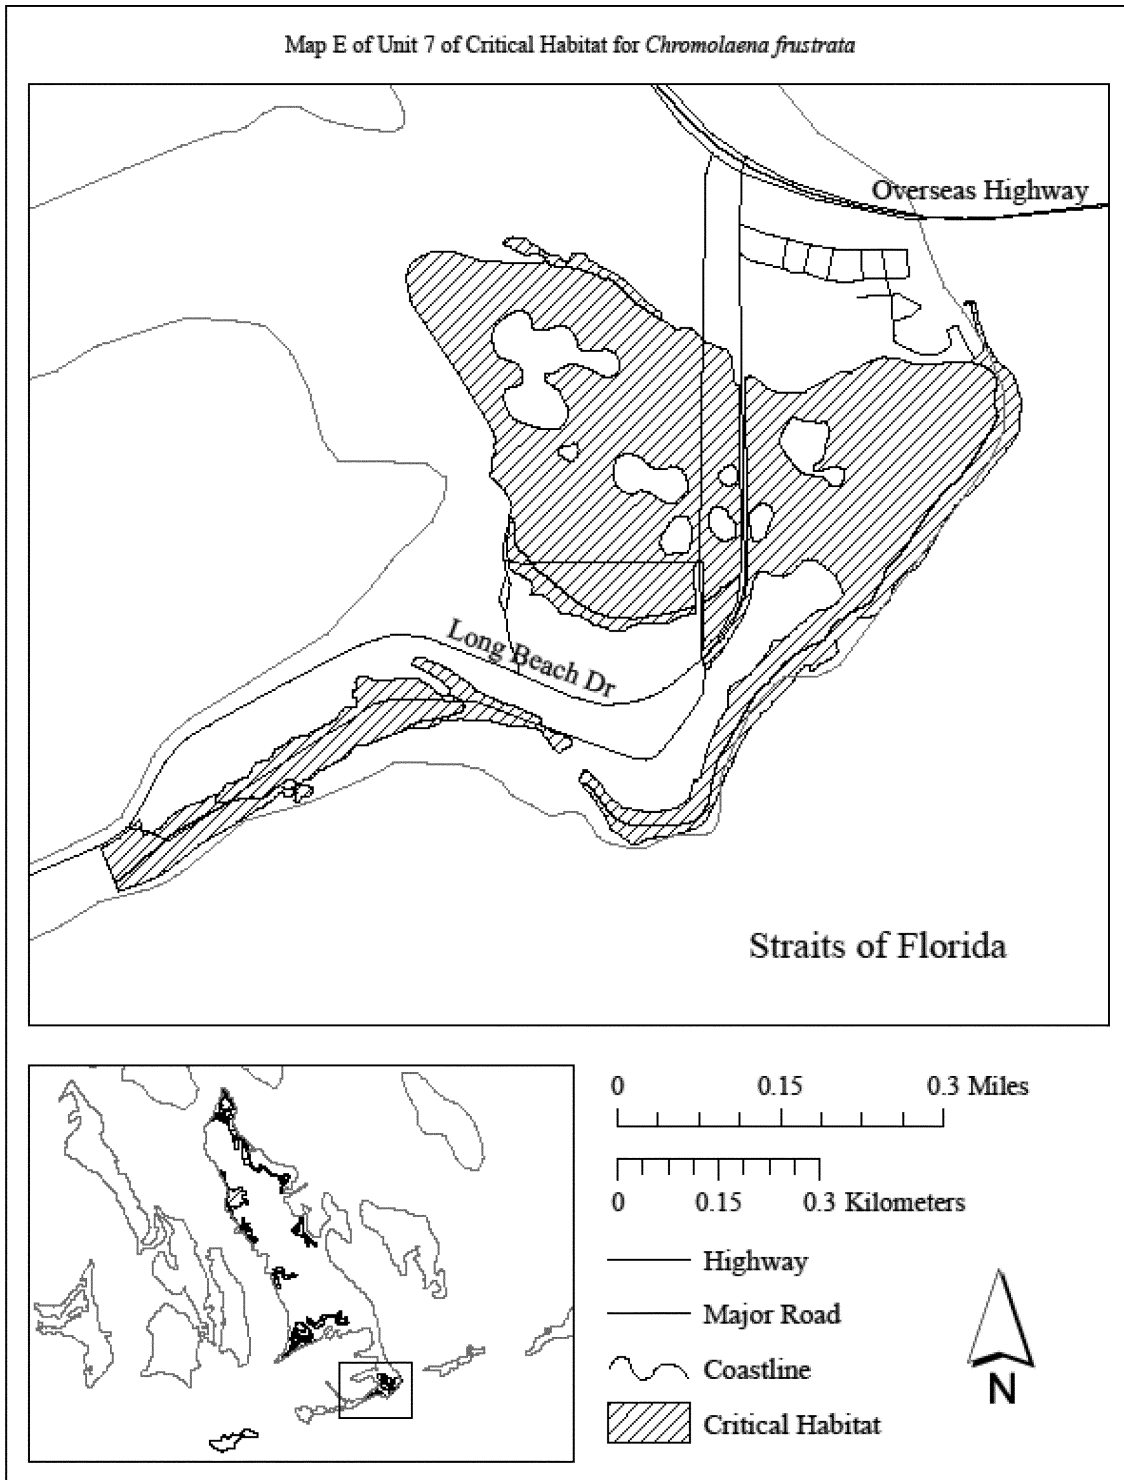 Map E of Unit 7 of Critical Habitat for Chromolaena frustrata
Overseas Highway
Long Beach Dr
Straits of Florida
0 0.15 0.3 Miles
0 0.15 0.3 Kilometers
Highway
Major Road
Coastline
Critical Habitat
N